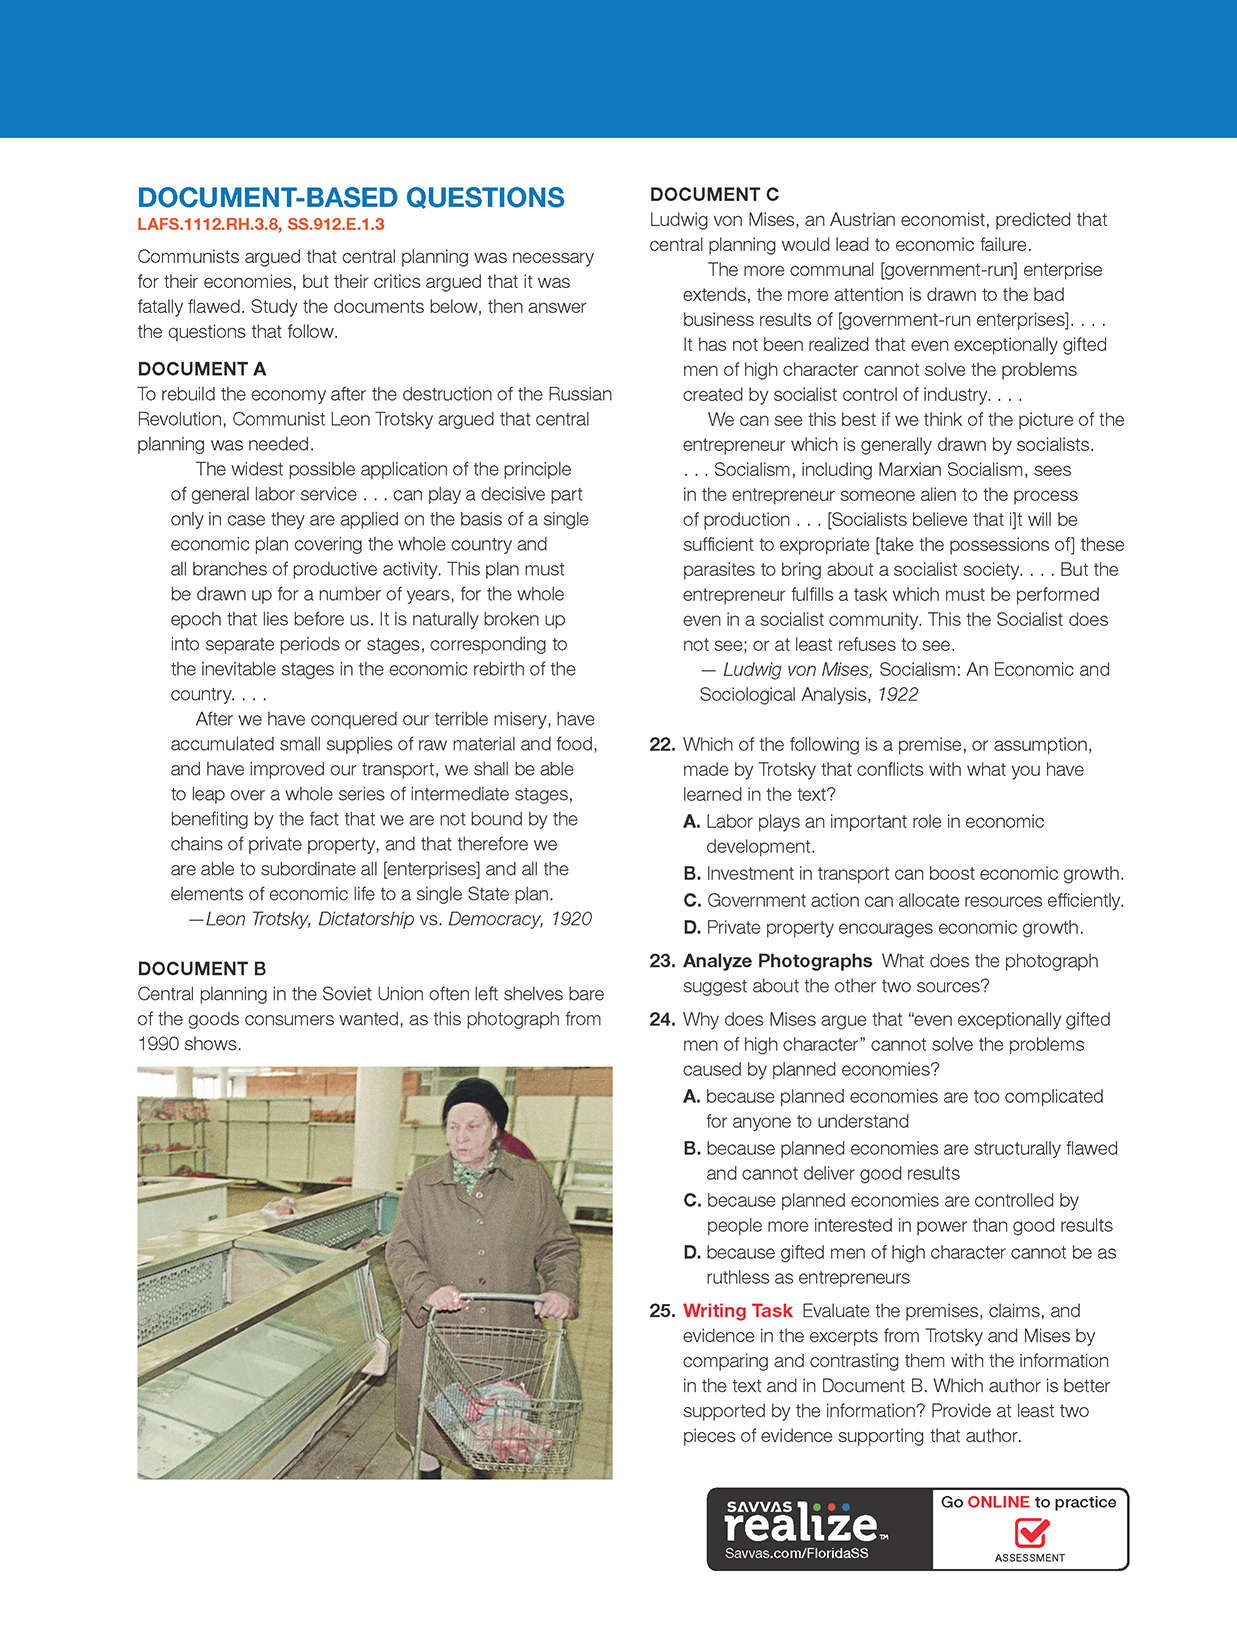 DOCUMENT-BASED QUESTIONS
LAFS.1112.RH.3.8, SS.912.E.1.3
Communists argued that central planning was necessary
for their economies, but their critics argued that it was
fatally flawed. Study the documents below, then answer
the questions that follow.
DOCUMENT A
To rebuild the economy after the destruction of the Russian
Revolution, Communist Leon Trotsky argued that central
planning was needed.
The widest possible application of the principle
of general labor service . . . can play a decisive part
only in case they are applied on the basis of a single
economic plan covering the whole country and
all branches of productive activity. This plan must
be drawn up for a number of years, for the whole
epoch that lies before us. It is naturally broken up
into separate periods or stages, corresponding to
the inevitable stages in the economic rebirth of the
country. . . .
After we have conquered our terrible misery, have
accumulated small supplies of raw material and food,
and have improved our transport, we shall be able
to leap over a whole series of intermediate stages,
benefiting by the fact that we are not bound by the
chains of private property, and that therefore we
are able to subordinate all [enterprises] and all the
elements of economic life to a single State plan.
—Leon Trotsky, Dictatorship vs. Democracy, 1920
DOCUMENT B
Central planning in the Soviet Union often left shelves bare
of the goods consumers wanted, as this photograph from
1990 shows.
DOCUMENT C
Ludwig von Mises, an Austrian economist, predicted that
central planning would lead to economic failure.
The more communal [government-run] enterprise
extends, the more attention is drawn to the bad
business results of [government-run enterprises]. . . .
It has not been realized that even exceptionally gifted
men of high character cannot solve the problems
created by socialist control of industry. . . .
We can see this best if we think of the picture of the
entrepreneur which is generally drawn by socialists.
. . . Socialism, including Marxian Socialism, sees
in the entrepreneur someone alien to the process
of production . . . [Socialists believe that i]t will be
sufficient to expropriate [take the possessions of] these
parasites to bring about a socialist society. . . . But the
entrepreneur fulfills a task which must be performed
even in a socialist community. This the Socialist does
not see; or at least refuses to see.
— Ludwig von Mises, Socialism: An Economic and
Sociological Analysis, 1922
22. Which of the following is a premise, or assumption,
made by Trotsky that conflicts with what you have
learned in the text?
A. Labor plays an important role in economic
development.
B. Investment in transport can boost economic growth.
C. Government action can allocate resources efficiently.
D. Private property encourages economic growth.
23. Analyze Photographs What does the photograph
suggest about the other two sources?
24. Why does Mises argue that “even exceptionally gifted
men of high character” cannot solve the problems
caused by planned economies?
A. because planned economies are too complicated
for anyone to understand
B. because planned economies are structurally flawed
and cannot deliver good results
C. because planned economies are controlled by
people more interested in power than good results
D. because gifted men of high character cannot be as
ruthless as entrepreneurs
25. Writing Task Evaluate the premises, claims, and
evidence in the excerpts from Trotsky and Mises by
comparing and contrasting them with the information
in the text and in Document B. Which author is better
supported by the information? Provide at least two
pieces of evidence supporting that author.
SAVVAS
realize™
Savvas.com/FloridaSS
Go ONLINE to practice
ASSESSMENT